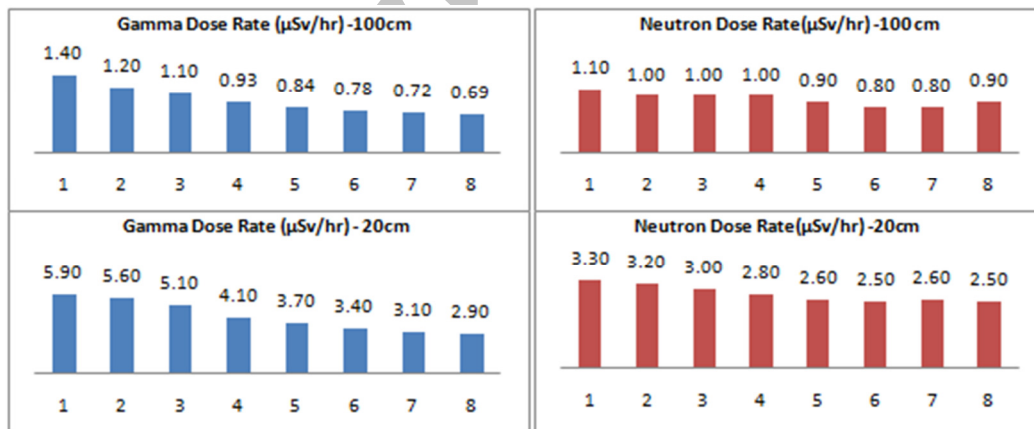 Gamma Dose Rate (µSv/hr) -100cm
1.40 1.20 1.10 0.93 0.84 0.78 0.72 0.69
1 2 3 4 5 6 7 8
Neutron Dose Rate (µSv/hr) -100 cm
1.10 1.00 1.00 1.00 0.90 0.80 0.80 0.90
1 2 3 4 5 6 7 8
Gamma Dose Rate (µSv/hr) - 20cm
5.90 5.60 5.10 4.10 3.70 3.40 3.10 2.90
1 2 3 4 5 6 7 8
Neutron Dose Rate(µSv/hr) -20cm
3.30 3.20 3.00 2.80 2.60 2.50 2.60 2.50
1 2 3 4 5 6 7 8